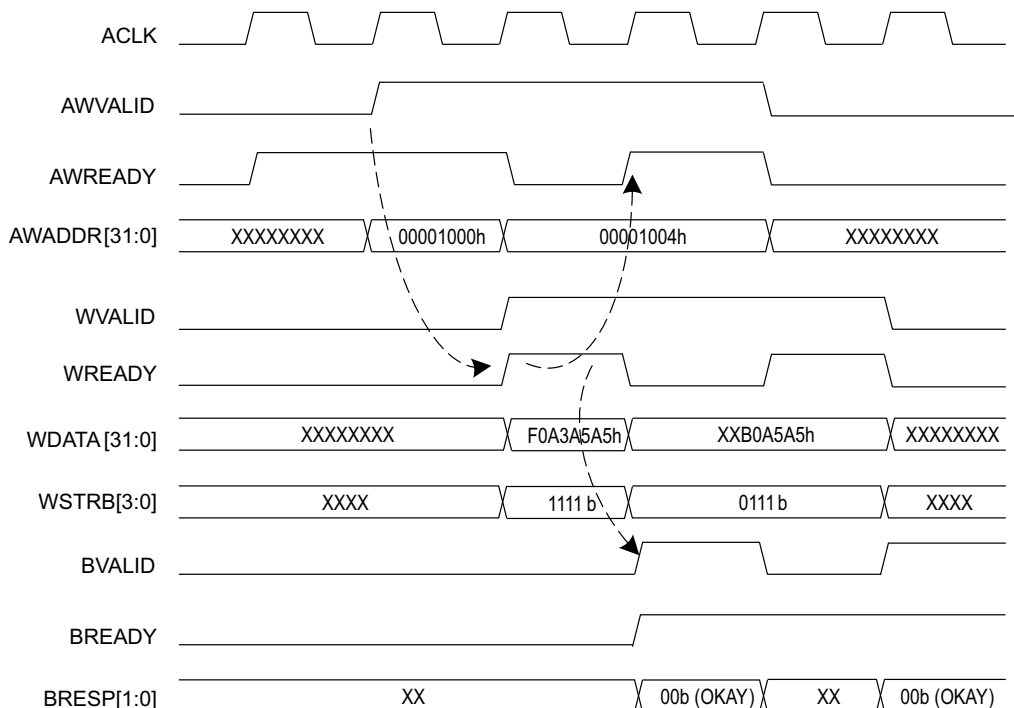 ACLK
AWVALID
AWREADY
AWADDR[31:0] XXXXXXXX 00001000h 00001004h XXXXXXXX
WVALID
WREADY
WDATA [31:0] XXXXXXXX F0A3A5A5h XXB0A5A5h XXXXXXXX
WSTRB[3:0] XXXX 1111 b 0111 b XXXX
BVALID
BREADY
BRESP[1:0] XX 00b (OKAY) XX 00b (OKAY)